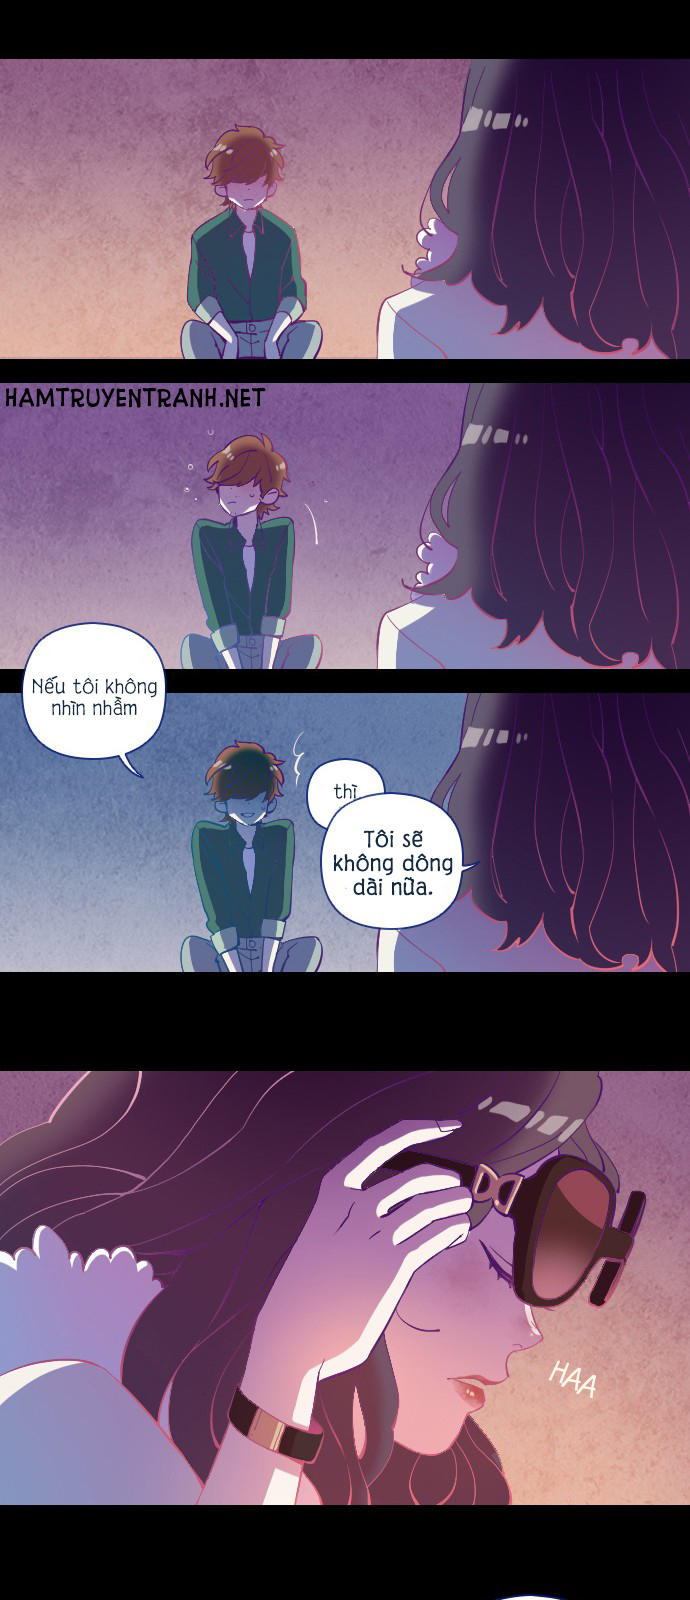 HAMTRUYENTRANH.NET
Nếu tôi không
nhìn nhầm
thì
Tôi sẽ
không dông
dài nữa.
HAA